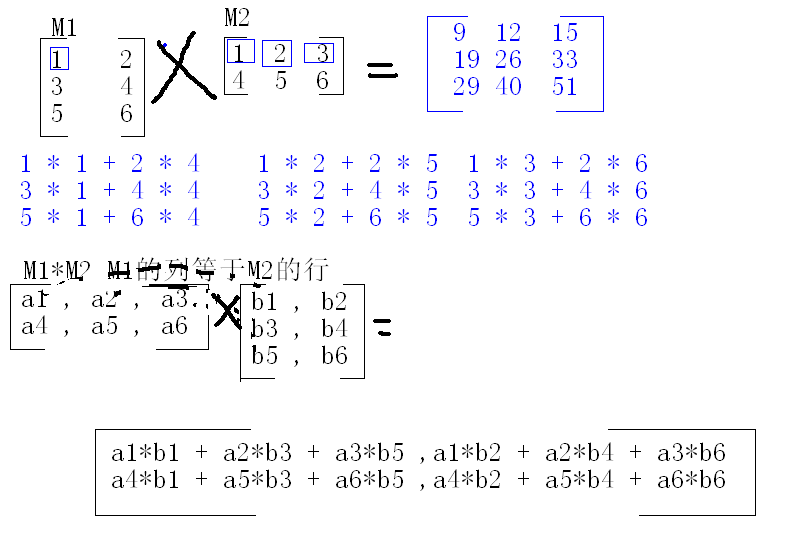 M1 M2
1 2 1 2 3 = 9 12 15
3 4 4 5 6 19 26 33
5 6 29 40 51
1 * 1 + 2 * 4 1 * 2 + 2 * 5 1 * 3 + 2 * 6
3 * 1 + 4 * 4 3 * 2 + 4 * 5 3 * 3 + 4 * 6
5 * 1 + 6 * 4 5 * 2 + 6 * 5 5 * 3 + 6 * 6
M1*M2 M1的列等于M2的行
a1 , a2 , a3 b1 , b2
a4 , a5 , a6 b3 , b4 =
b5 , b6
a1*b1 + a2*b3 + a3*b5 ,a1*b2 + a2*b4 + a3*b6
a4*b1 + a5*b3 + a6*b5 ,a4*b2 + a5*b4 + a6*b6